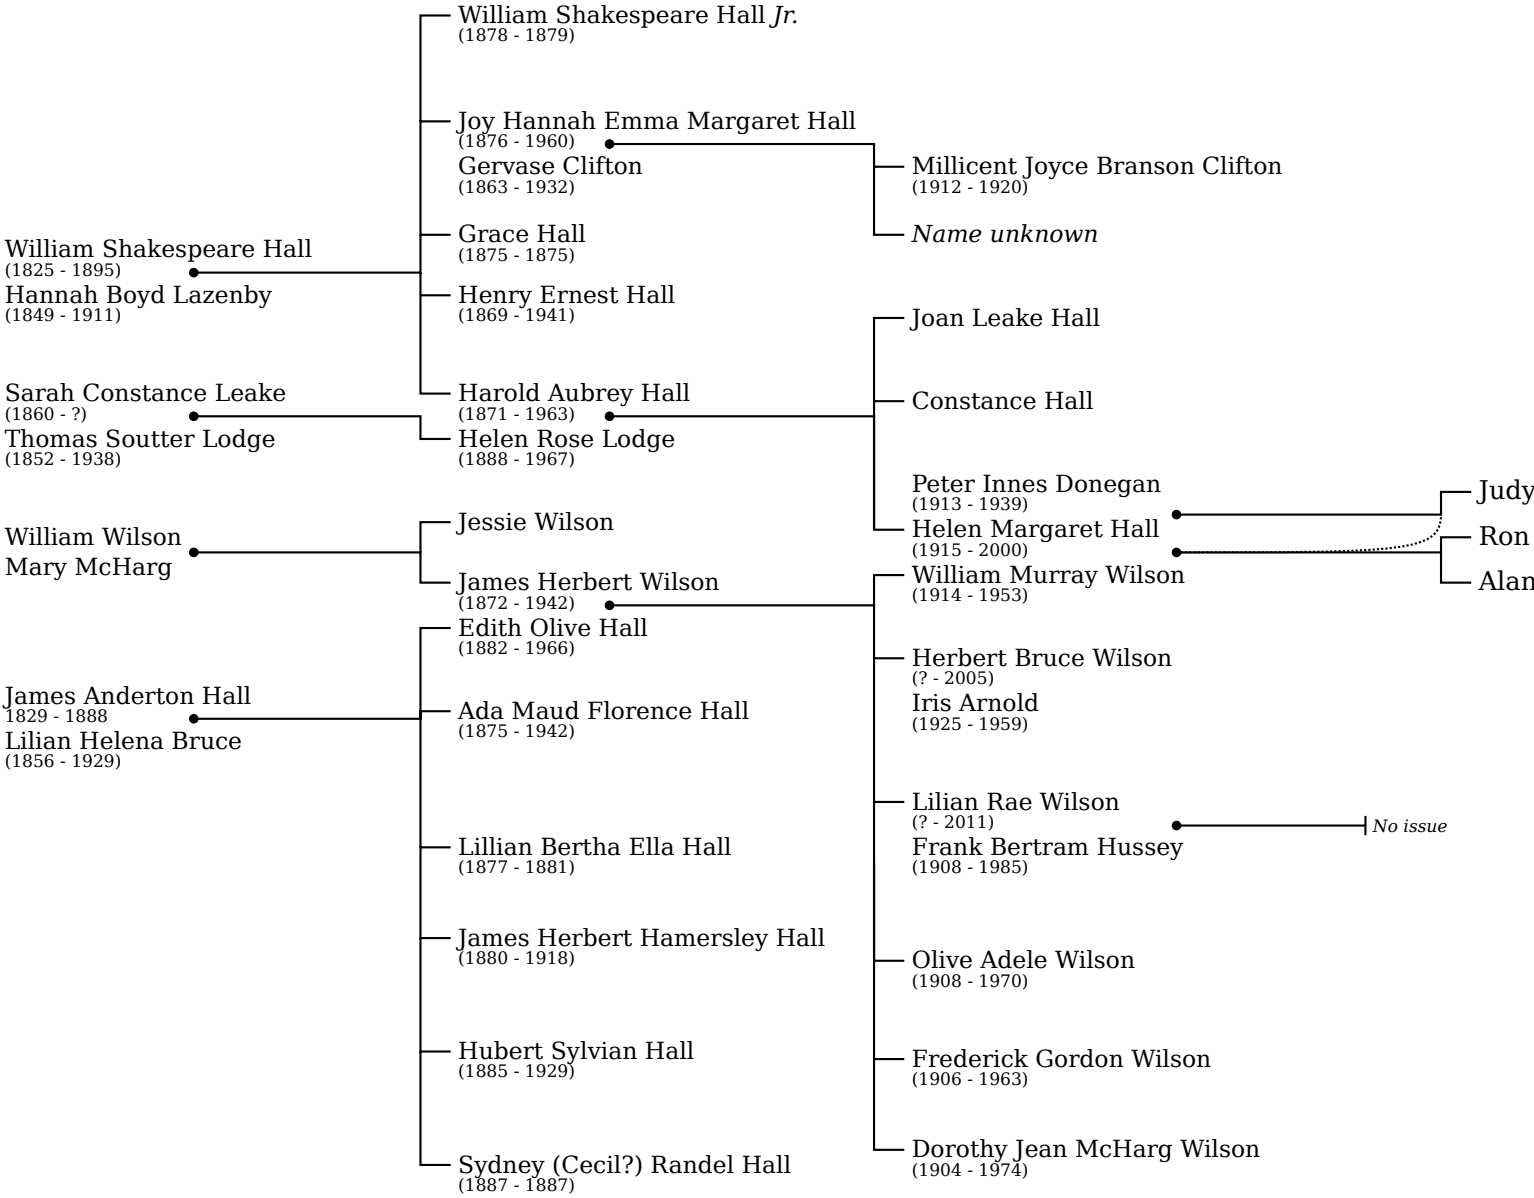 William Shakespeare Hall
(1825 - 1895)
Hannah Boyd Lazenby
(1849 - 1911)
Sarah Constance Leake
(1860 - ?)
Thomas Soutter Lodge
(1852 - 1938)
William Wilson
Mary McHarg
James Anderton Hall
1829 - 1888
Lilian Helena Bruce
(1856 - 1929)
William Shakespeare Hall Jr.
(1878 - 1879)
Joy Hannah Emma Margaret Hall
(1876 - 1960)
Gervase Clifton
(1863 - 1932)
Grace Hall
(1875 - 1875)
Henry Ernest Hall
(1869 - 1941)
Harold Aubrey Hall
(1871 - 1963)
Helen Rose Lodge
(1888 - 1967)
Jessie Wilson
James Herbert Wilson
(1872 - 1942)
Edith Olive Hall
(1882 - 1966)
Ada Maud Florence Hall
(1875 - 1942)
Lillian Bertha Ella Hall
(1877 - 1881)
James Herbert Hamersley Hall
(1880 - 1918)
Hubert Sylvian Hall
(1885 - 1929)
Sydney (Cecil?) Randel Hall
(1887 - 1887)
Millicent Joyce Branson Clifton
(1912 - 1920)
Name unknown
Joan Leake Hall
Constance Hall
Peter Innes Donegan
(1913 - 1939)
Helen Margaret Hall
(1915 - 2000)
William Murray Wilson
(1914 - 1953)
Herbert Bruce Wilson
(? - 2005)
Iris Arnold
(1925 - 1959)
Lilian Rae Wilson
(? - 2011)
Frank Bertram Hussey
(1908 - 1985)
Olive Adele Wilson
(1908 - 1970)
Frederick Gordon Wilson
(1906 - 1963)
Dorothy Jean McHarg Wilson
(1904 - 1974)
Judy
Ron
Alan
No issue